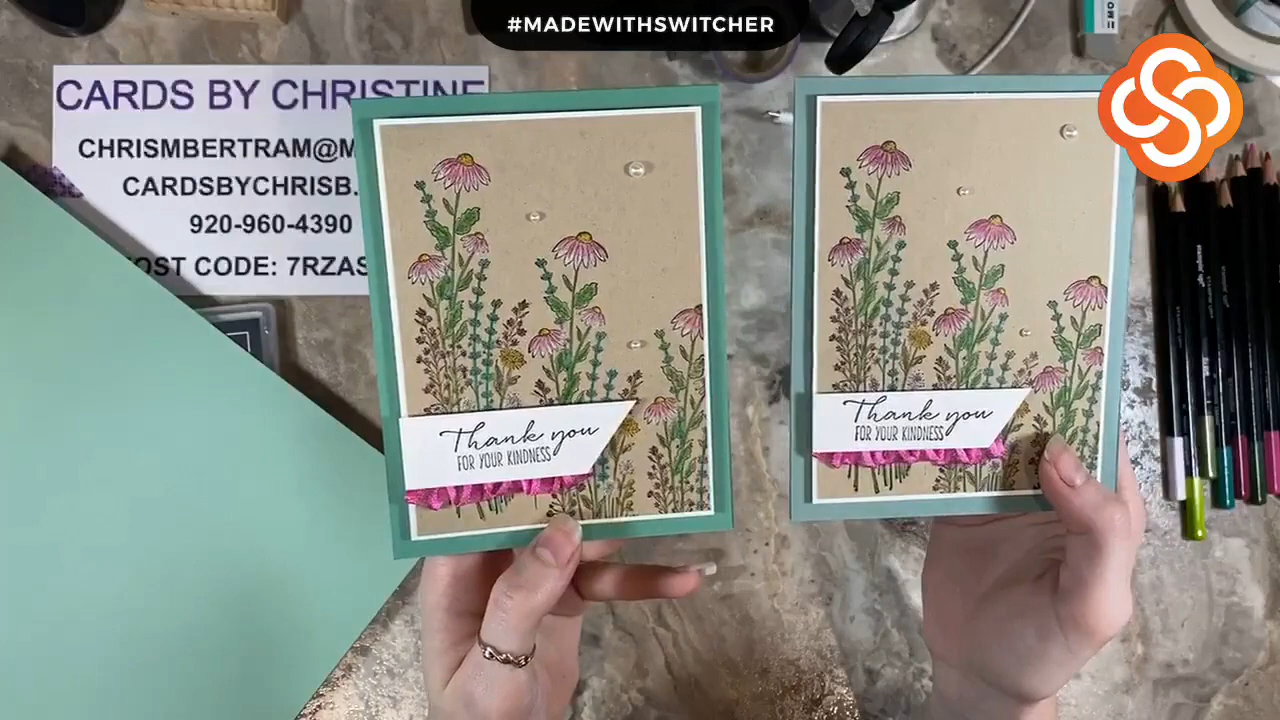 #MADEWITHSWITCHER
CARDS BY CHRISTINE
CHRISMBERTRAM@M
CARDSBYCHRISB.
920-960-4390
OST CODE: 7RZAS
Thank you
FOR YOUR KINDNESS
Thank you
FOR YOUR KINDNESS